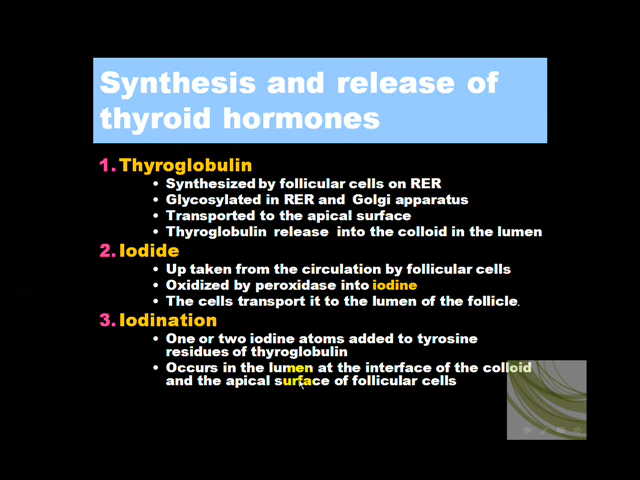 Synthesis and release of
thyroid hormones
1. Thyroglobulin
• Synthesized by follicular cells on RER
• Glycosylated in RER and Golgi apparatus
• Transported to the apical surface
• Thyroglobulin release into the colloid in the lumen
2. Iodide
• Up taken from the circulation by follicular cells
• Oxidized by peroxidase into iodine
• The cells transport it to the lumen of the follicle.
3. Iodination
• One or two iodine atoms added to tyrosine
residues of thyroglobulin
• Occurs in the lumen at the interface of the colloid
and the apical surface of follicular cells